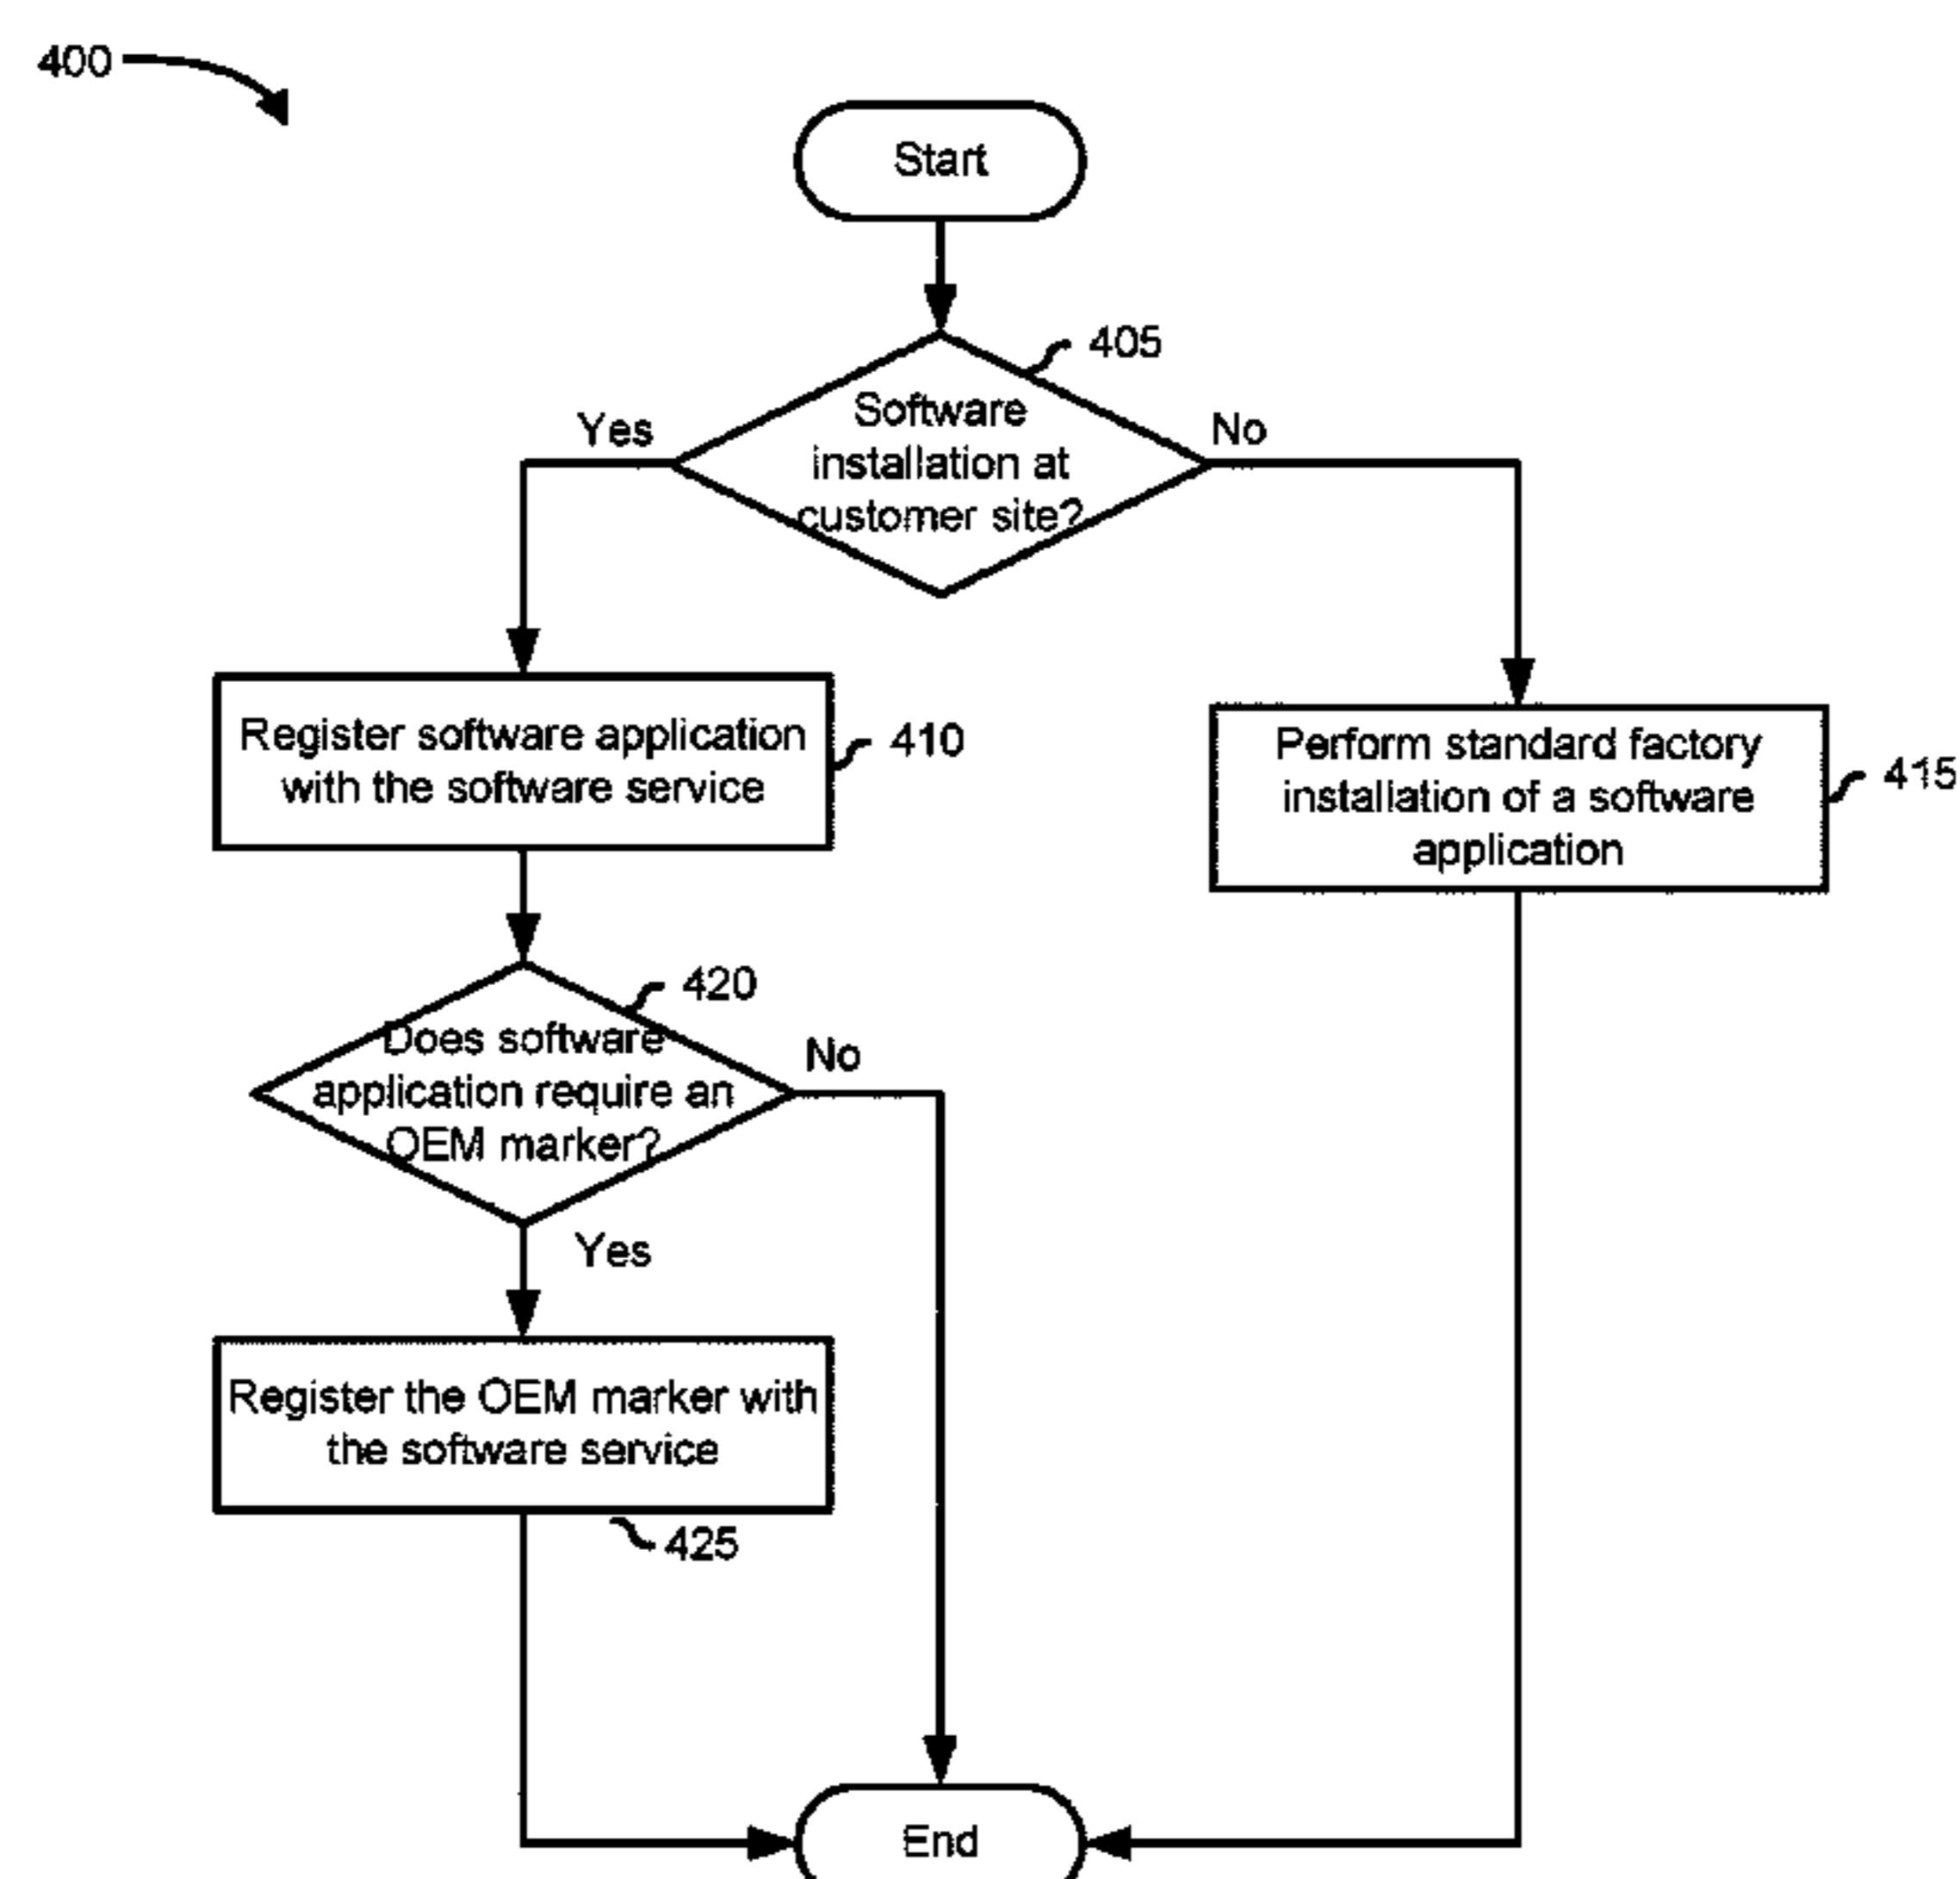 400
Start
405
Software
installation at
customer site?
Yes
No
Register software application
with the software service
410
Perform standard factory
installation of a software
application
415
420
Does software
application require an
OEM marker?
No
Yes
Register the OEM marker with
the software service
425
End